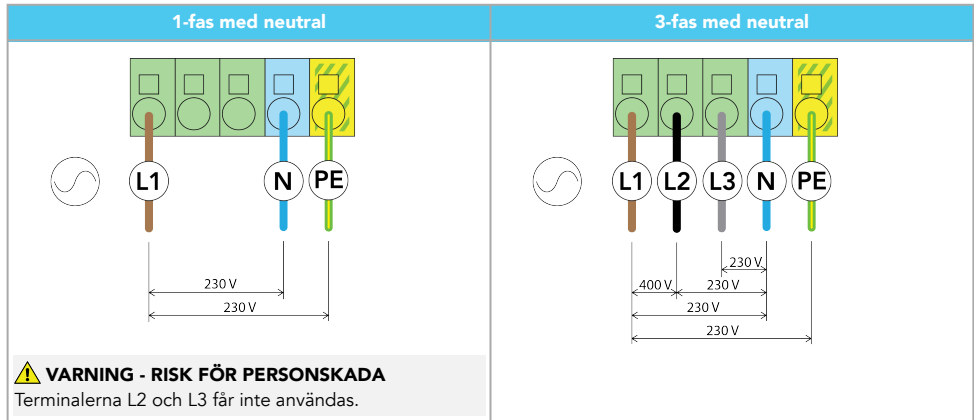 1-fas med neutral
L1 N PE
230 V
230 V
VARNING - RISK FÖR PERSONSKADA
Terminalerna L2 och L3 får inte användas.
3-fas med neutral
L1 L2 L3 N PE
230 V
400 V 230 V
230 V
230 V